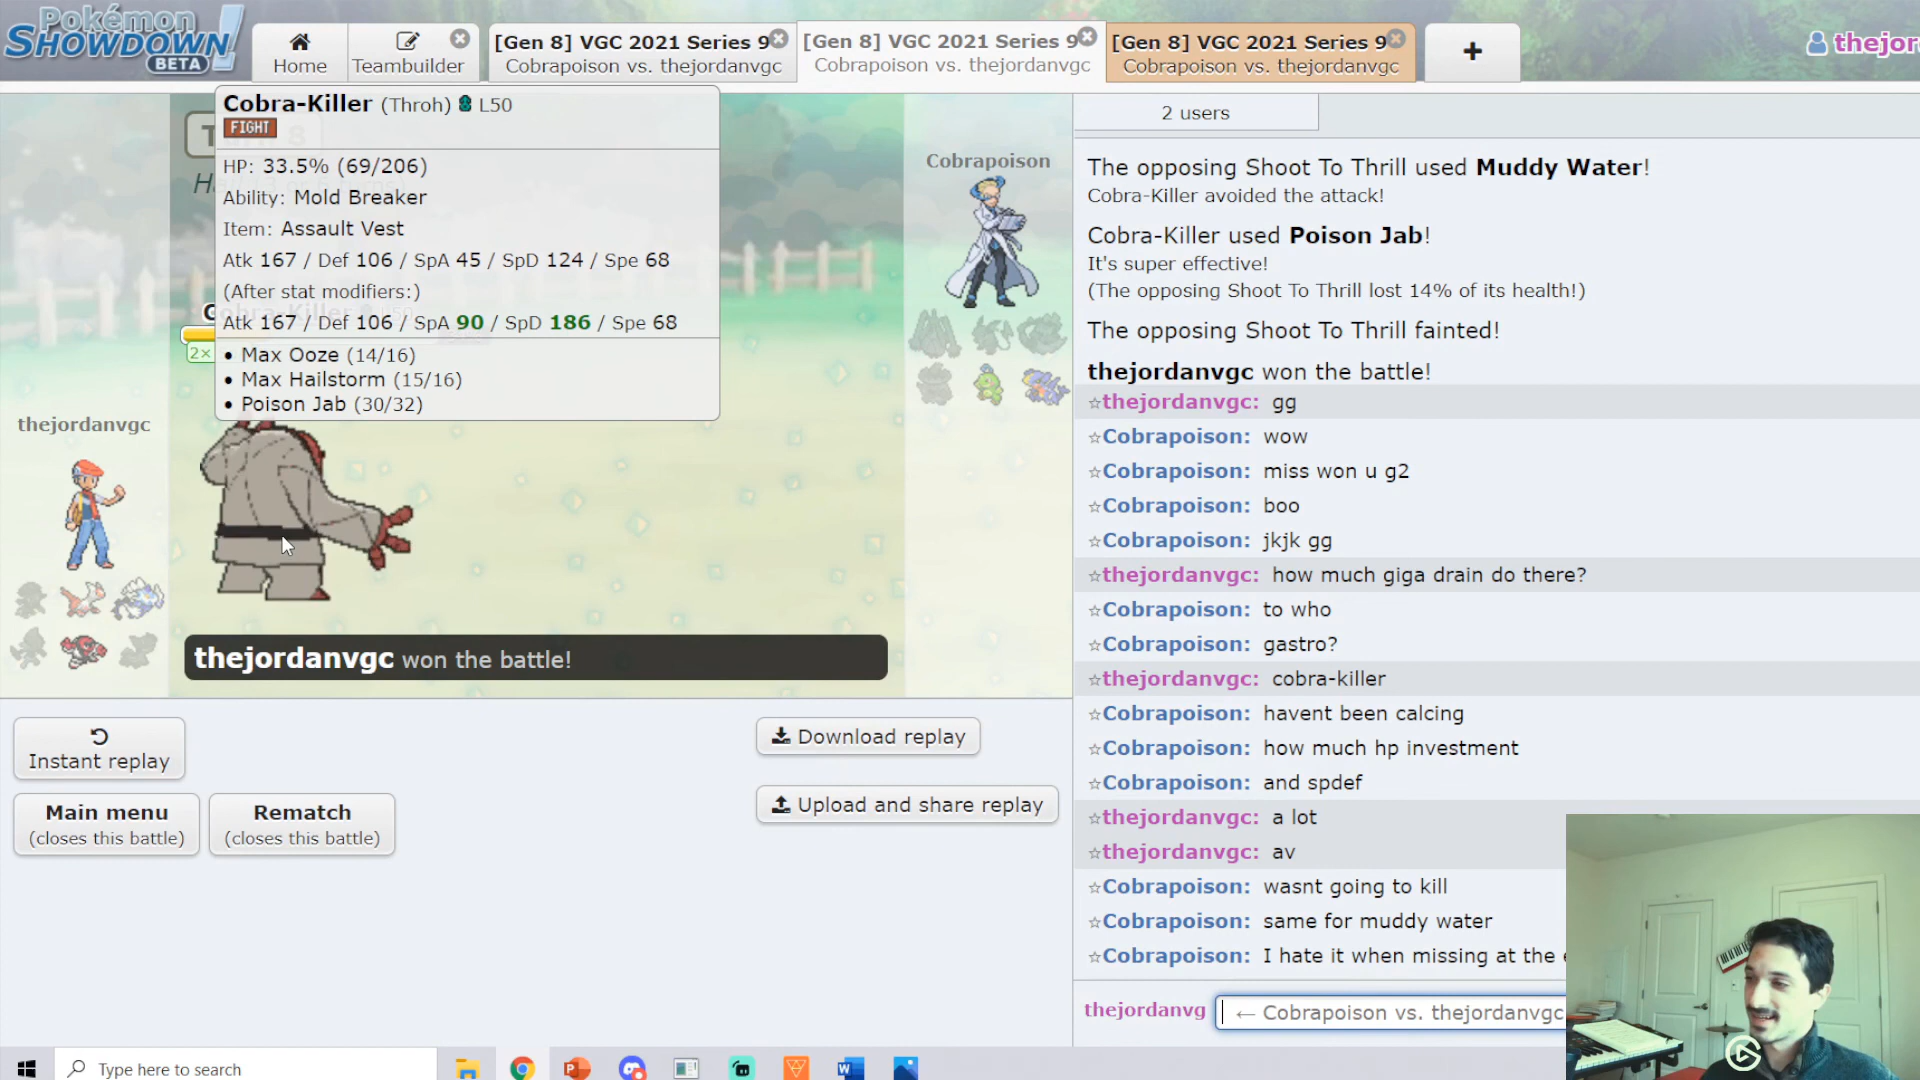 Pokémon
SHOWDOWN!
BETA
Home
Teambuilder
[Gen 8] VGC 2021 Series 9
Cobrapoison vs. thejordanvgc
[Gen 8] VGC 2021 Series 9
Cobrapoison vs. thejordanvgc
[Gen 8] VGC 2021 Series 9
Cobrapoison vs. thejordanvgc
+
thejor
Cobra-Killer (Throh) L50
FIGHT
HP: 33.5% (69/206)
Ability: Mold Breaker
Item: Assault Vest
Atk 167 / Def 106 / SpA 45 / SpD 124 / Spe 68
(After stat modifiers:)
Atk 167 / Def 106 / SpA 90 / SpD 186 / Spe 68
• Max Ooze (14/16)
• Max Hailstorm (15/16)
• Poison Jab (30/32)
2×
thejordanvgc
Cobrapoison
thejordanvgc won the battle!
Instant replay
Download replay
Upload and share replay
Main menu
(closes this battle)
Rematch
(closes this battle)
2 users
The opposing Shoot To Thrill used Muddy Water!
Cobra-Killer avoided the attack!
Cobra-Killer used Poison Jab!
It's super effective!
(The opposing Shoot To Thrill lost 14% of its health!)
The opposing Shoot To Thrill fainted!
thejordanvgc won the battle!
☆thejordanvgc: gg
☆Cobrapoison: wow
☆Cobrapoison: miss won u g2
☆Cobrapoison: boo
☆Cobrapoison: jkjk gg
☆thejordanvgc: how much giga drain do there?
☆Cobrapoison: to who
☆Cobrapoison: gastro?
☆thejordanvgc: cobra-killer
☆Cobrapoison: havent been calcing
☆Cobrapoison: how much hp investment
☆Cobrapoison: and spdef
☆thejordanvgc: a lot
☆thejordanvgc: av
☆Cobrapoison: wasnt going to kill
☆Cobrapoison: same for muddy water
☆Cobrapoison: I hate it when missing at the
thejordanvg
← Cobrapoison vs. thejordanvgc
Type here to search